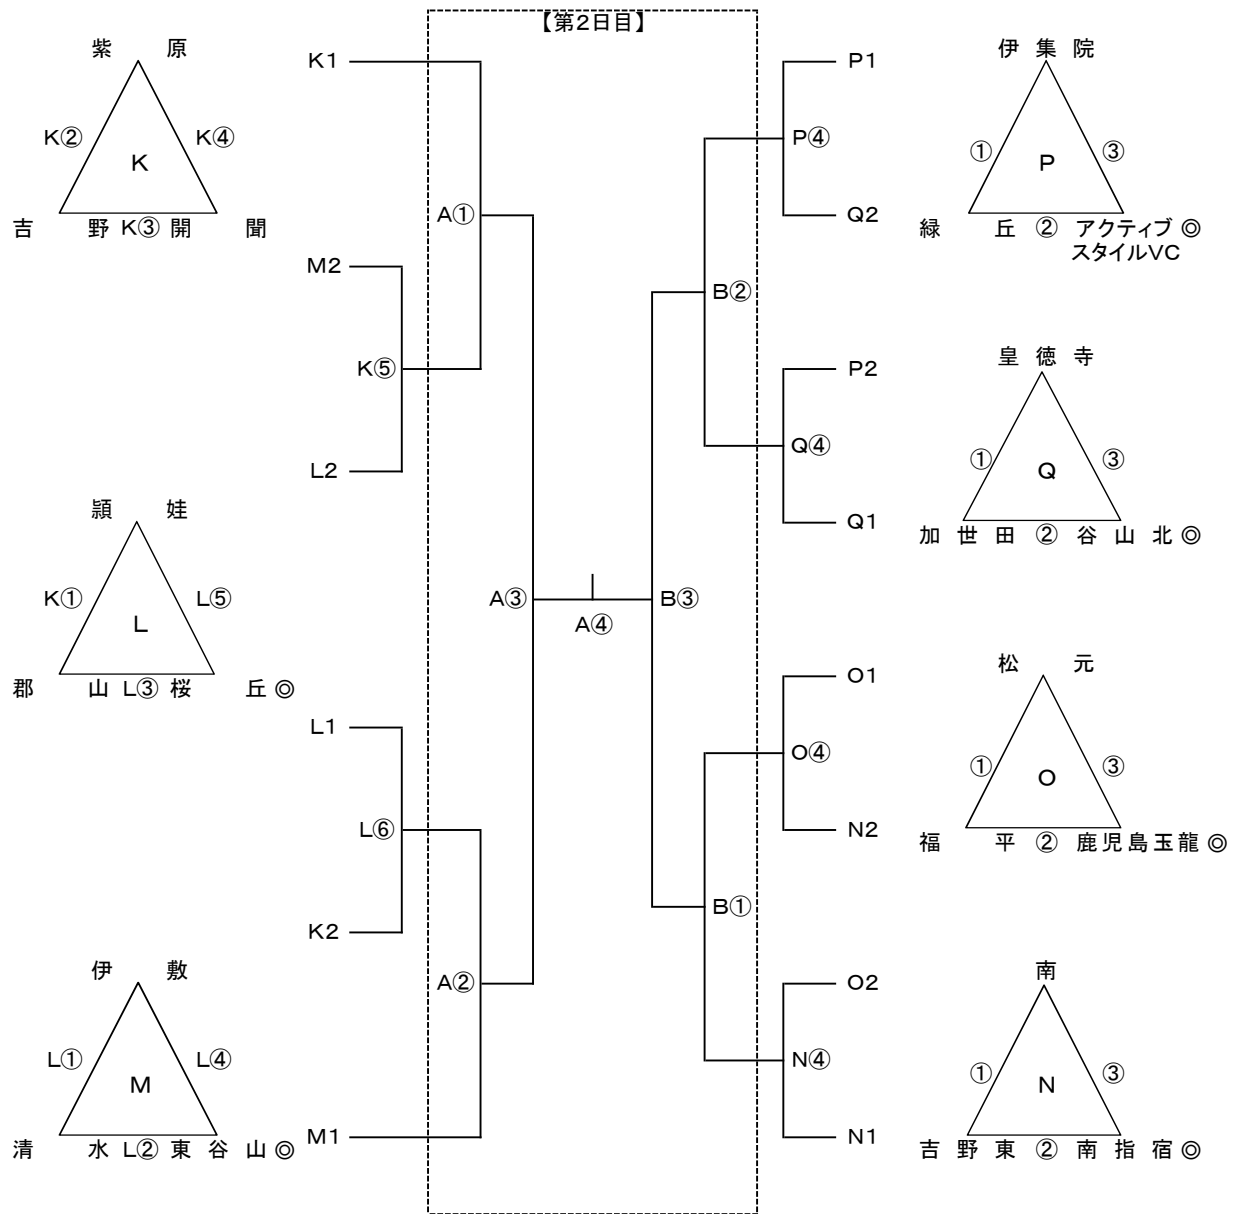 【第2日目】
紫原
K②
K④
K
吉野 K③ 開聞
頴娃
K①
L⑤
L
郡山 L③ 桜丘 ◎
伊敷
L①
L④
M
清水 L② 東谷山 ◎
K1
A①
M2
K⑤
L2
A③
L1
L⑥
K2
A②
M1
A④
P1
P④
Q2
B②
P2
Q④
Q1
B③
O1
O④
N2
B①
O2
N④
N1
伊集院
①
③
P
緑丘 ② アクティブ ◎
スタイルVC
皇徳寺
①
③
Q
加世田 ② 谷山北 ◎
松元
①
③
O
福平 ② 鹿児島玉龍 ◎
南
①
③
N
吉野東 ② 南指宿 ◎